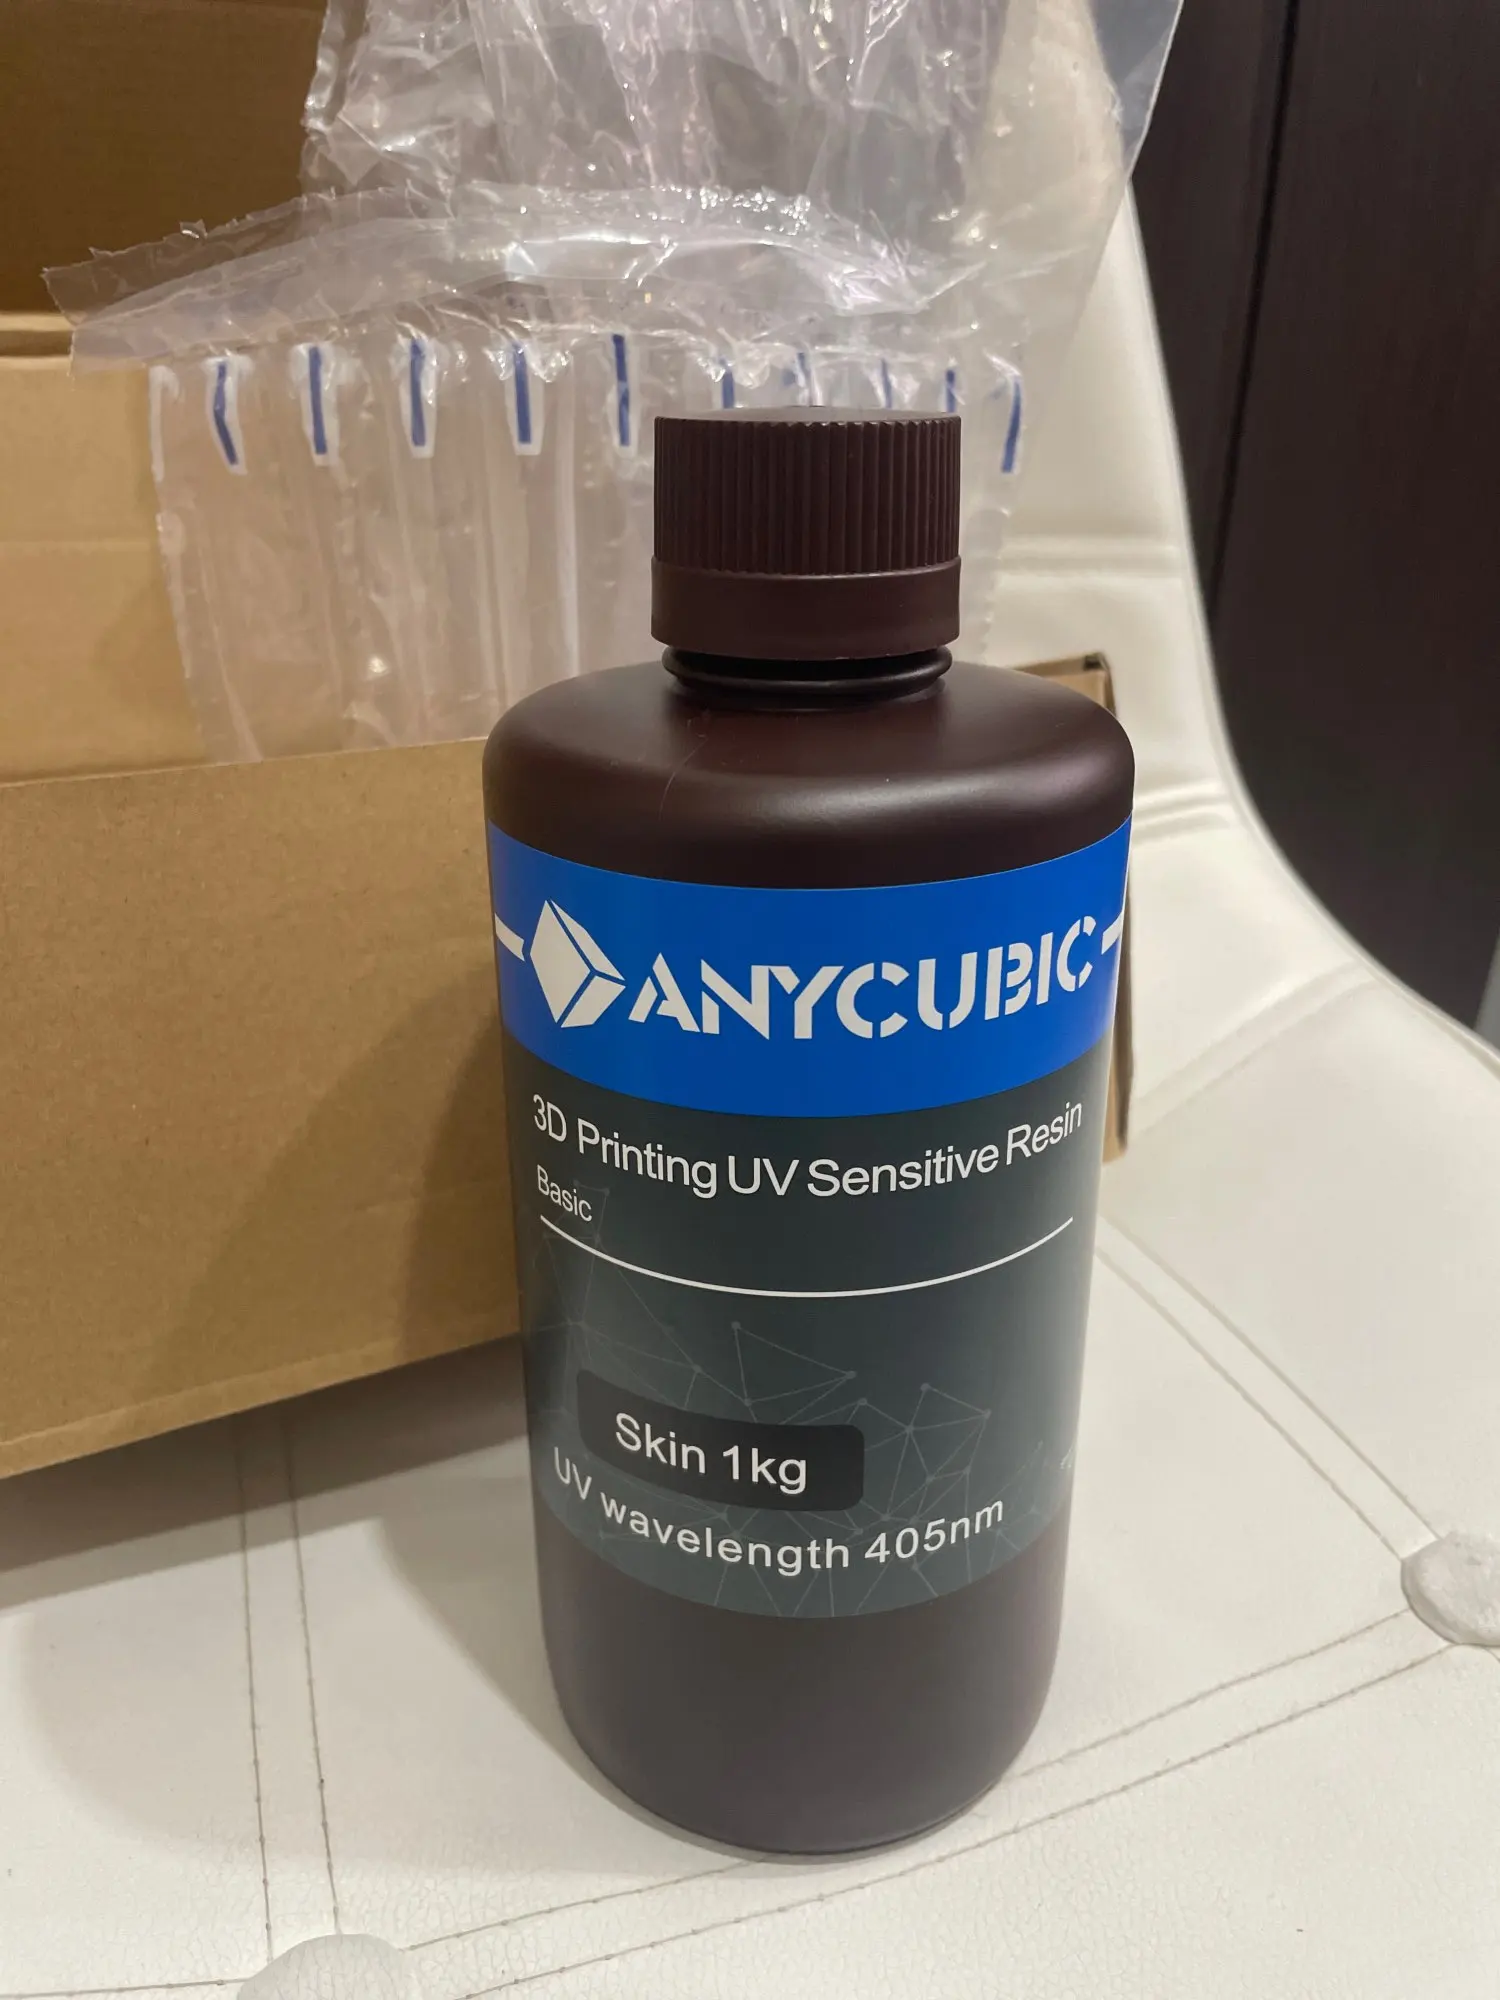 ANYCUBIC
3D Printing UV Sensitive Resin
Basic
Skin 1kg
UV wavelength 405nm